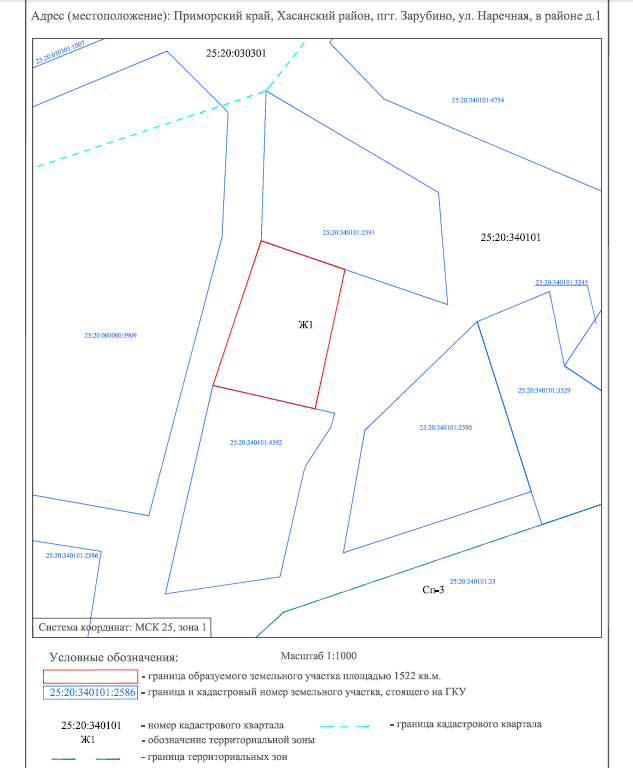 Адрес (местоположение): Приморский край, Хасанский район, пгт. Зарубино, ул. Наречная, в районе д.1
25:20:030301:1007
25:20:030301
25:20:340101:4754
25:20:340101:2591
25:20:340101
25:20:340101:3245
Ж1
25:20:000000:3909
25:20:340101:3329
25:20:340101:2590
25:20:340101:4592
25:20:340101:2586
25:20:340101:33
Сп-3
Система координат: МСК 25, зона 1
Условные обозначения:
Масштаб 1:1000
- граница образуемого земельного участка площадью 1522 кв.м.
25:20:340101:2586 - граница и кадастровый номер земельного участка, стоящего на ГКУ
25:20:340101 - номер кадастрового квартала - граница кадастрового квартала
Ж1 - обозначение территориальной зоны
- граница территориальных зон